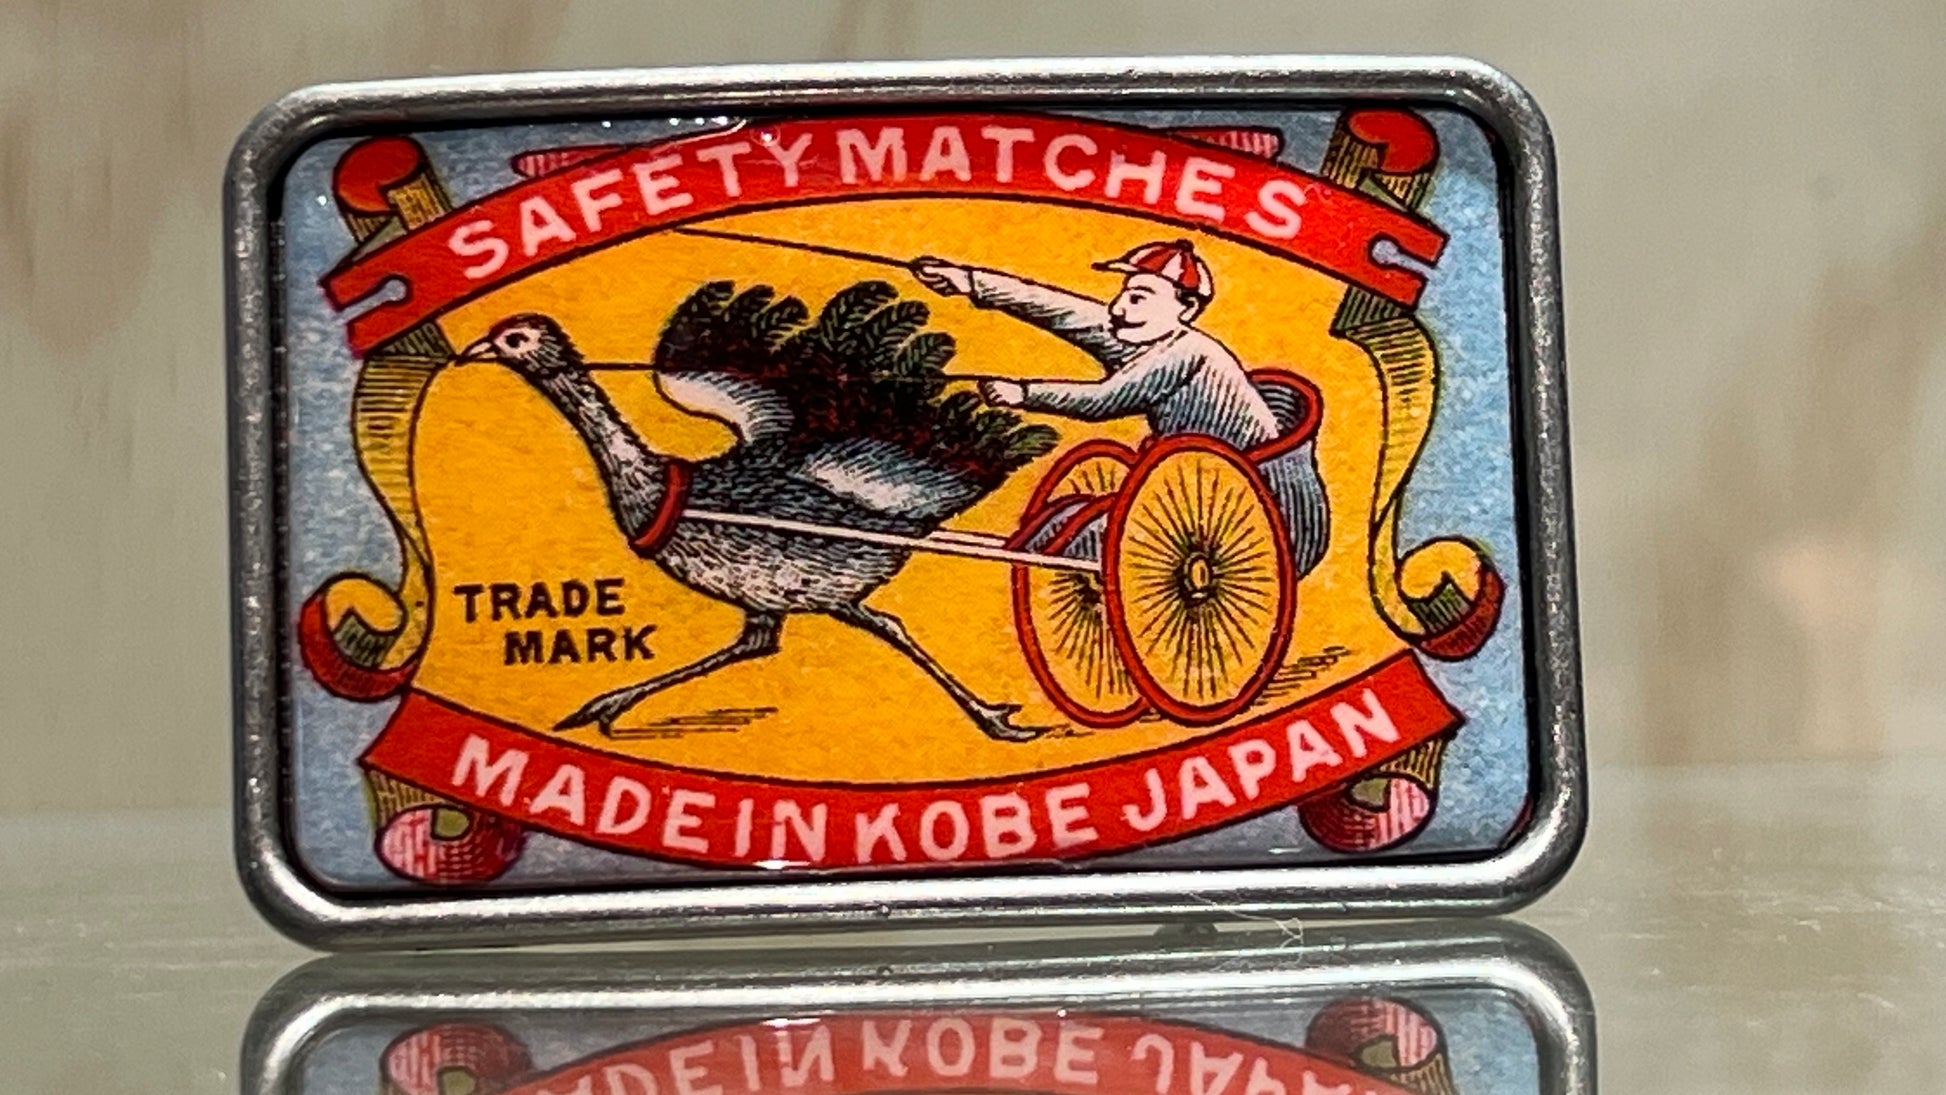 SAFETY MATCHES
TRADE
MARK
MADE IN KOBE JAPAN